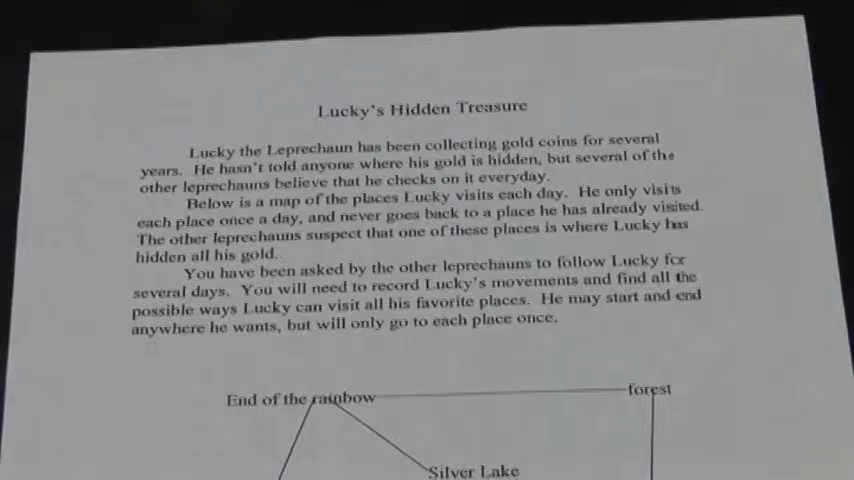 Lucky's Hidden Treasure
Lucky the Leprechaun has been collecting gold coins for several
years. He hasn't told anyone where his gold is hidden, but several of the
other leprechauns believe that he checks on it everyday.
Below is a map of the places Lucky visits each day. He only visits
each place once a day, and never goes back to a place he has already visited.
The other leprechauns suspect that one of these places is where Lucky has
hidden all his gold.
You have been asked by the other leprechauns to follow Lucky for
several days. You will need to record Lucky's movements and find all the
possible ways Lucky can visit all his favorite places. He may start and end
anywhere he wants, but will only go to each place once.
End of the rainbow
forest
Silver Lake